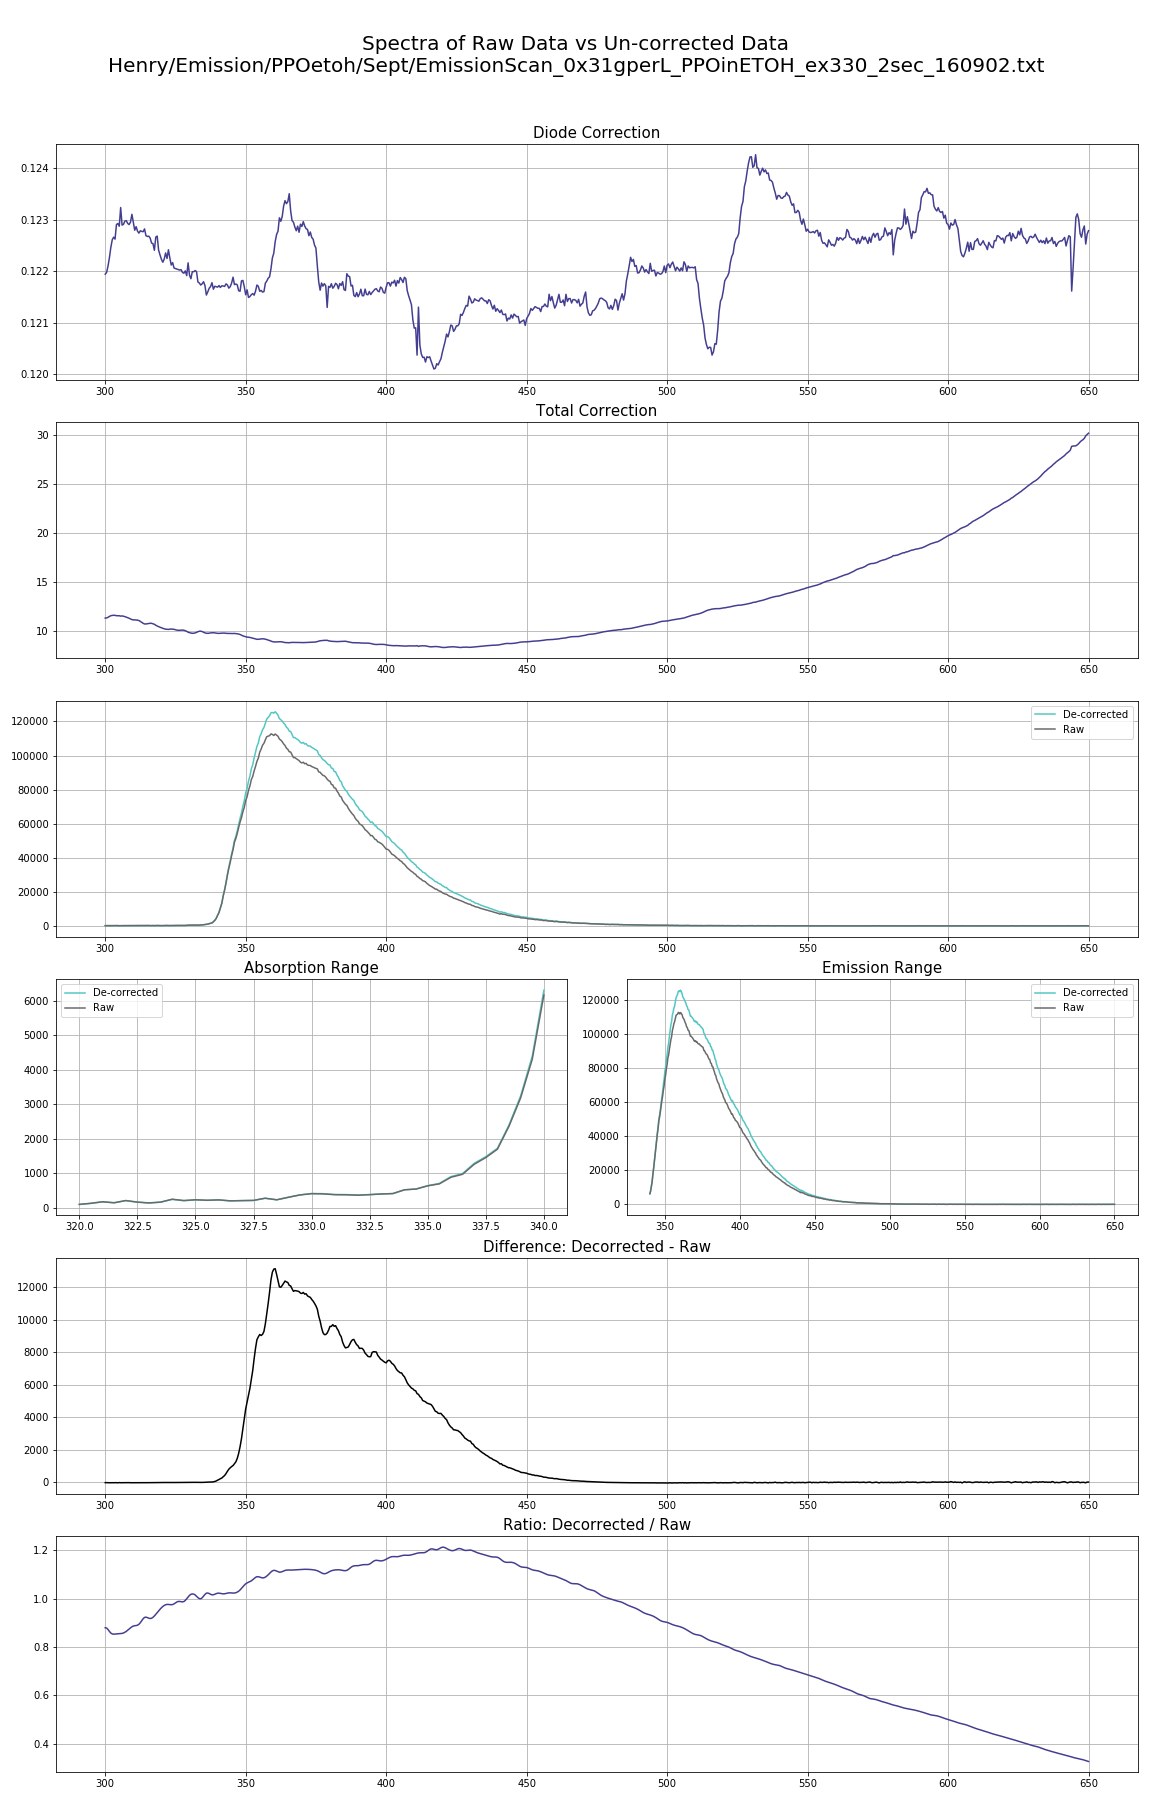 Spectra of Raw Data vs Un-corrected Data
Henry/Emission/PPOetoh/Sept/EmissionScan_0x31gperL_PPOinETOH_ex330_2sec_160902.txt
Diode Correction
0.124
0.123
0.122
0.121
0.120
300 350 400 450 500 550 600 650
Total Correction
30
25
20
15
10
300 350 400 450 500 550 600 650
De-corrected
Raw
120000
100000
80000
60000
40000
20000
0
300 350 400 450 500 550 600 650
Absorption Range
De-corrected
Raw
6000
5000
4000
3000
2000
1000
0
320.0 322.5 325.0 327.5 330.0 332.5 335.0 337.5 340.0
Emission Range
De-corrected
Raw
120000
100000
80000
60000
40000
20000
0
350 400 450 500 550 600 650
Difference: Decorrected - Raw
12000
10000
8000
6000
4000
2000
0
300 350 400 450 500 550 600 650
Ratio: Decorrected / Raw
1.2
1.0
0.8
0.6
0.4
300 350 400 450 500 550 600 650